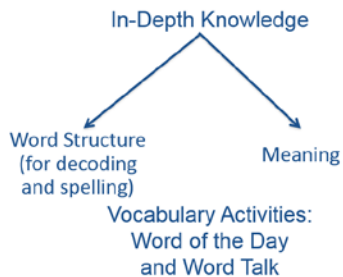 In-Depth Knowledge
Word Structure
(for decoding
and spelling)
Meaning
Vocabulary Activities:
Word of the Day
and Word Talk